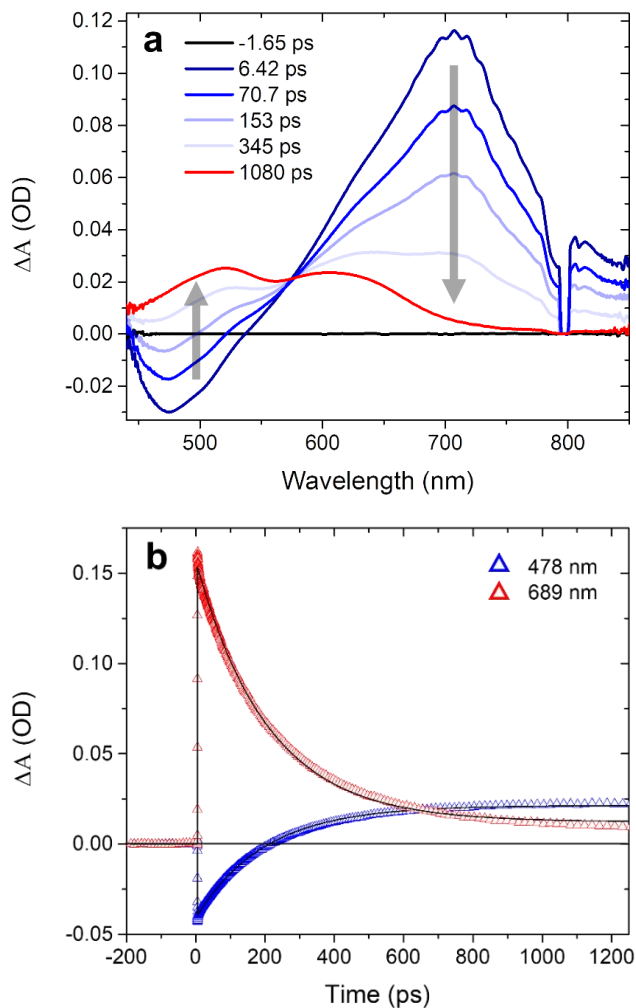 a
-1.65 ps
6.42 ps
70.7 ps
153 ps
345 ps
1080 ps
0.12
0.10
0.08
0.06
0.04
0.02
0.00
-0.02
ΔA (OD)
500 600 700 800
Wavelength (nm)
b
478 nm
689 nm
0.15
0.10
0.05
0.00
-0.05
ΔA (OD)
-200 0 200 400 600 800 1000 1200
Time (ps)